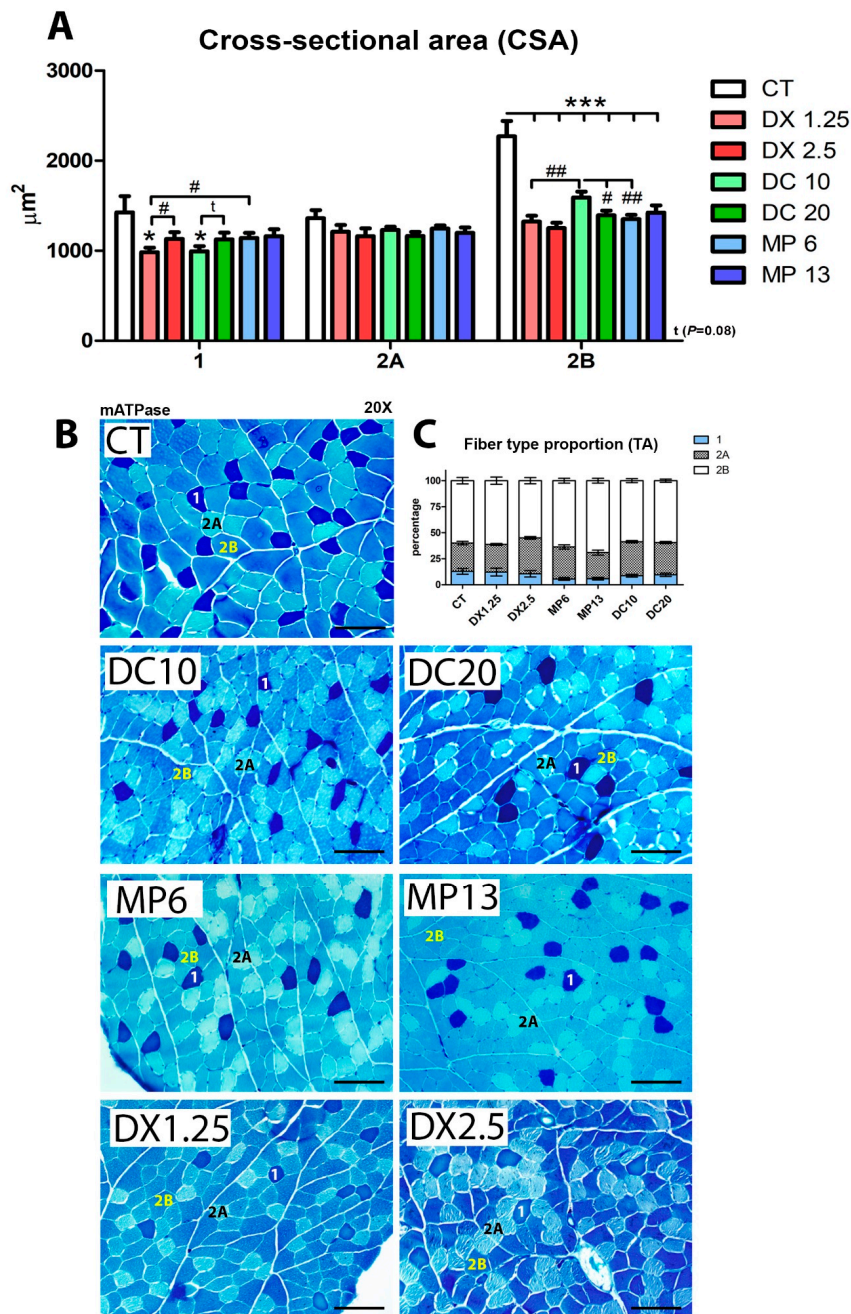 A
Cross-sectional area (CSA)
3000
2000
1000
0
μm2
#
#
t
*
*
***
##
#
##
1
2A
2B
t (P=0.08)
CT
DX 1.25
DX 2.5
DC 10
DC 20
MP 6
MP 13
mATPase
20X
B
CT
1
2A
2B
C
Fiber type proportion (TA)
1
2A
2B
percentage
100
75
50
25
0
CT
DX1.25
DX2.5
MP6
MP13
DC10
DC20
DC10
1
2B
2A
DC20
2A
1
2B
MP6
2B
2A
1
MP13
2B
1
2A
DX1.25
1
2B
2A
DX2.5
1
2A
2B